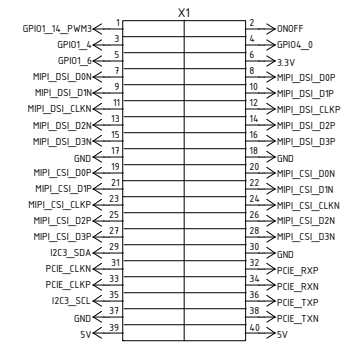 X1
GPIO1_14_PWM3 1 2 ONOFF
GPIO1_4 3 4 GPIO4_0
GPIO1_6 5 6 3.3V
MIPI_DSI_D0N 7 8 MIPI_DSI_D0P
MIPI_DSI_D1N 9 10 MIPI_DSI_D1P
MIPI_DSI_CLKN 11 12 MIPI_DSI_CLKP
MIPI_DSI_D2N 13 14 MIPI_DSI_D2P
MIPI_DSI_D3N 15 16 MIPI_DSI_D3P
GND 17 18 GND
MIPI_CSI_D0P 19 20 MIPI_CSI_D0N
MIPI_CSI_D1P 21 22 MIPI_CSI_D1N
MIPI_CSI_CLKP 23 24 MIPI_CSI_CLKN
MIPI_CSI_D2P 25 26 MIPI_CSI_D2N
MIPI_CSI_D3P 27 28 MIPI_CSI_D3N
I2C3_SDA 29 30 GND
PCIE_CLKN 31 32 PCIE_RXP
PCIE_CLKP 33 34 PCIE_RXN
I2C3_SCL 35 36 PCIE_TXP
GND 37 38 PCIE_TXN
5V 39 40 5V